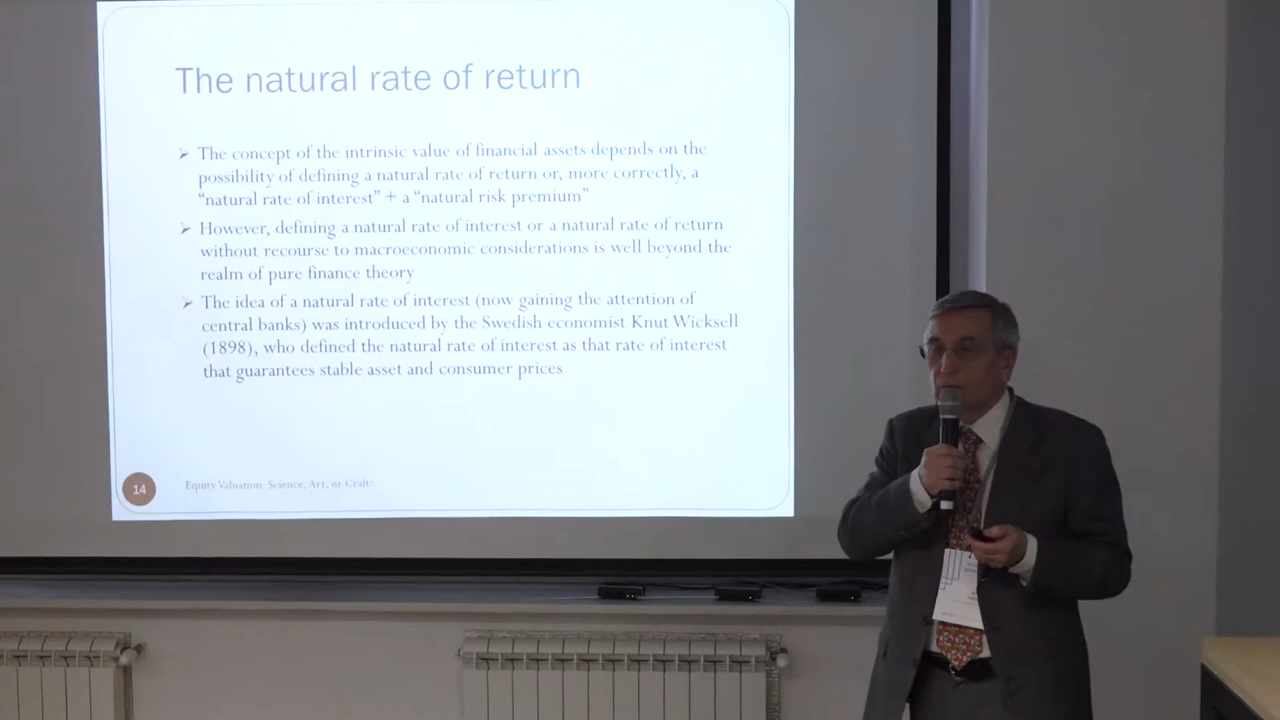 The natural rate of return
The concept of the intrinsic value of financial assets depends on the
possibility of defining a natural rate of return or, more correctly, a
“natural rate of interest” + a “natural risk premium”
However, defining a natural rate of interest or a natural rate of return
without recourse to macroeconomic considerations is well beyond the
realm of pure finance theory
The idea of a natural rate of interest (now gaining the attention of
central banks) was introduced by the Swedish economist Knut Wicksell
(1898), who defined the natural rate of interest as that rate of interest
that guarantees stable asset and consumer prices
14
Equity Valuation: Science, Art, or Craft?